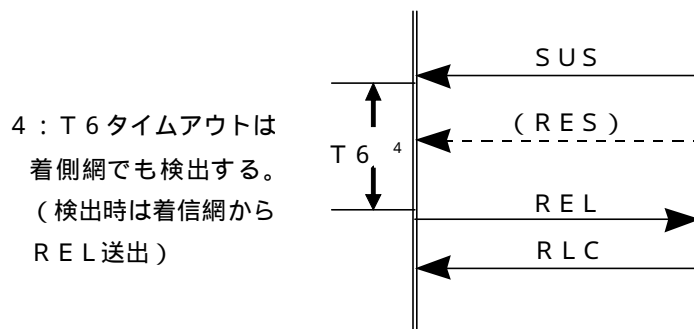 SUS
4：T6タイムアウトは
(RES)
着側網でも検出する。
T6 4
(検出時は着信網から
REL
REL送出)
RLC